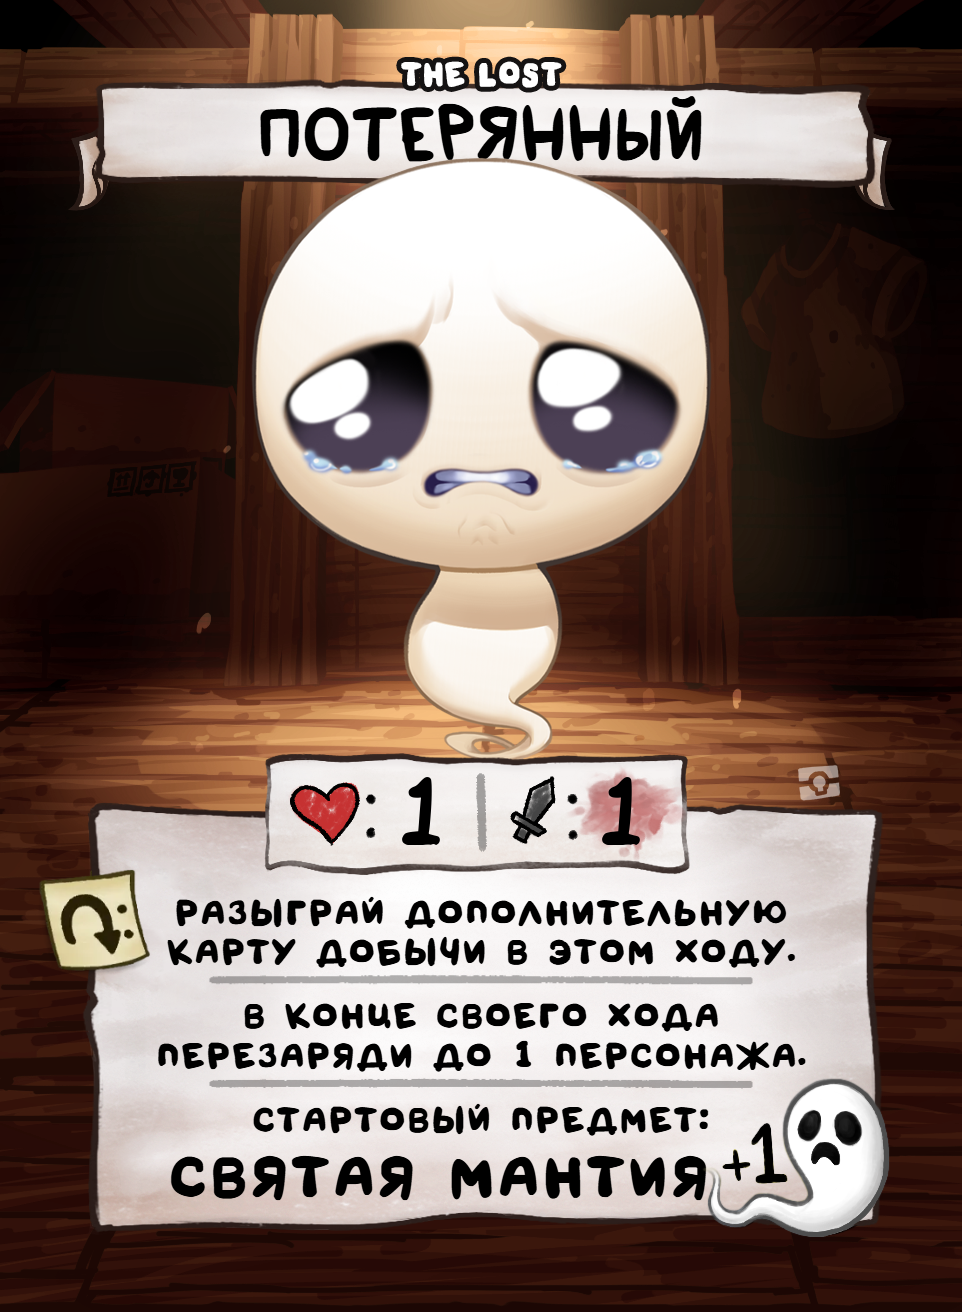 THE LOST
ПОТЕРЯННЫЙ
: 1 | : 1
РАЗЫГРАЙ ДОПОЛНИТЕЛЬНУЮ
КАРТУ ДОБЫЧИ В ЭТОМ ХОДУ.
В КОНЦЕ СВОЕГО ХОДА
ПЕРЕЗАРЯДИ ДО 1 ПЕРСОНАЖА.
СТАРТОВЫЙ ПРЕДМЕТ:
СВЯТАЯ МАНТИЯ
+1